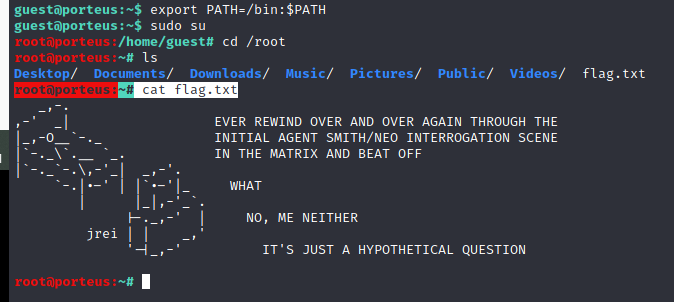 guest@porteus:~$ export PATH=/bin:$PATH
guest@porteus:~$ sudo su
root@porteus:/home/guest# cd /root
root@porteus:~# ls
Desktop/ Documents/ Downloads/ Music/ Pictures/ Public/ Videos/ flag.txt
root@porteus:~# cat flag.txt
EVER REWIND OVER AND OVER AGAIN THROUGH THE
INITIAL AGENT SMITH/NEO INTERROGATION SCENE
IN THE MATRIX AND BEAT OFF
WHAT
NO, ME NEITHER
jrei
IT'S JUST A HYPOTHETICAL QUESTION
root@porteus:~#